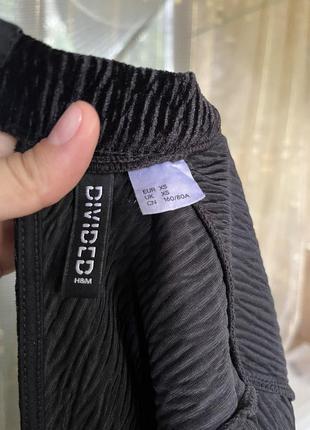 DIVIDED
H&M
EUR XS
UK XS
CN 160/80A